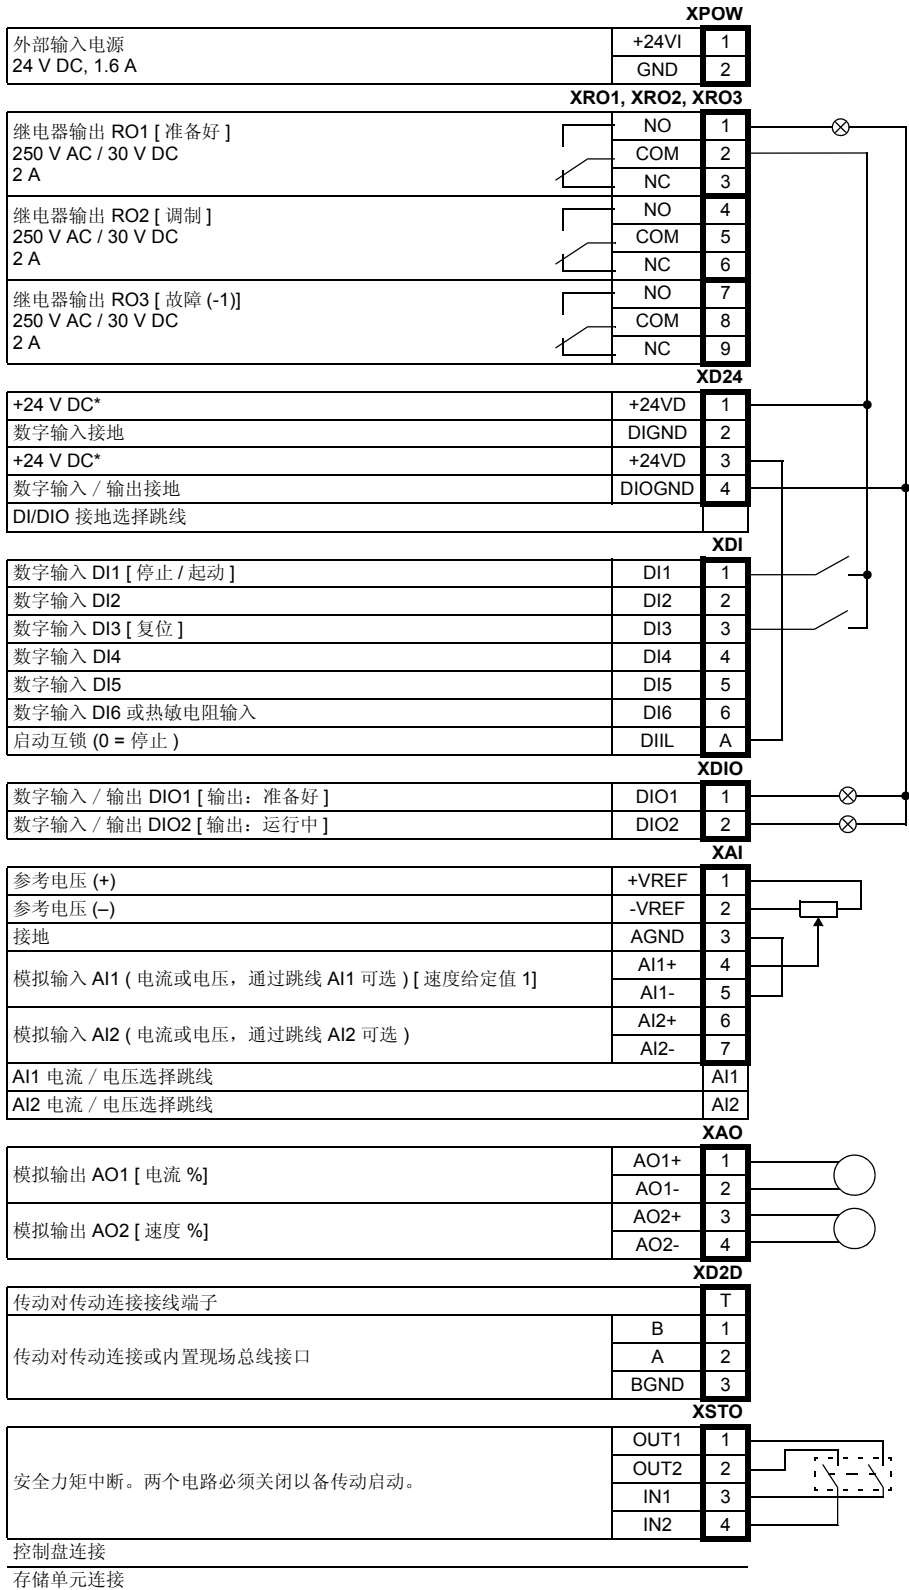 XPOW
外部输入电源
24 V DC, 1.6 A
+24VI 1
GND 2
XRO1, XRO2, XRO3
继电器输出 RO1 [ 准备好 ]
250 V AC / 30 V DC
2 A
NO 1
COM 2
NC 3
继电器输出 RO2 [ 调制 ]
250 V AC / 30 V DC
2 A
NO 4
COM 5
NC 6
继电器输出 RO3 [ 故障 (-1)]
250 V AC / 30 V DC
2 A
NO 7
COM 8
NC 9
XD24
+24 V DC* +24VD 1
数字输入接地 DIGND 2
+24 V DC* +24VD 3
数字输入 / 输出接地 DIOGND 4
DI/DIO 接地选择跳线
XDI
数字输入 DI1 [ 停止 / 起动 ] DI1 1
数字输入 DI2 DI2 2
数字输入 DI3 [ 复位 ] DI3 3
数字输入 DI4 DI4 4
数字输入 DI5 DI5 5
数字输入 DI6 或热敏电阻输入 DI6 6
启动互锁 (0 = 停止 ) DIIL A
XDIO
数字输入 / 输出 DIO1 [ 输出：准备好 ] DIO1 1
数字输入 / 输出 DIO2 [ 输出：运行中 ] DIO2 2
XAI
参考电压 (+) +VREF 1
参考电压 (–) -VREF 2
接地 AGND 3
模拟输入 AI1 ( 电流或电压，通过跳线 AI1 可选 ) [ 速度给定值 1]
AI1+ 4
AI1- 5
模拟输入 AI2 ( 电流或电压，通过跳线 AI2 可选 )
AI2+ 6
AI2- 7
AI1 电流 / 电压选择跳线 AI1
AI2 电流 / 电压选择跳线 AI2
XAO
模拟输出 AO1 [ 电流 %]
AO1+ 1
AO1- 2
模拟输出 AO2 [ 速度 %]
AO2+ 3
AO2- 4
XD2D
传动对传动连接接线端子 T
传动对传动连接或内置现场总线接口
B 1
A 2
BGND 3
XSTO
安全力矩中断。两个电路必须关闭以备传动启动。
OUT1 1
OUT2 2
IN1 3
IN2 4
控制盘连接
存储单元连接